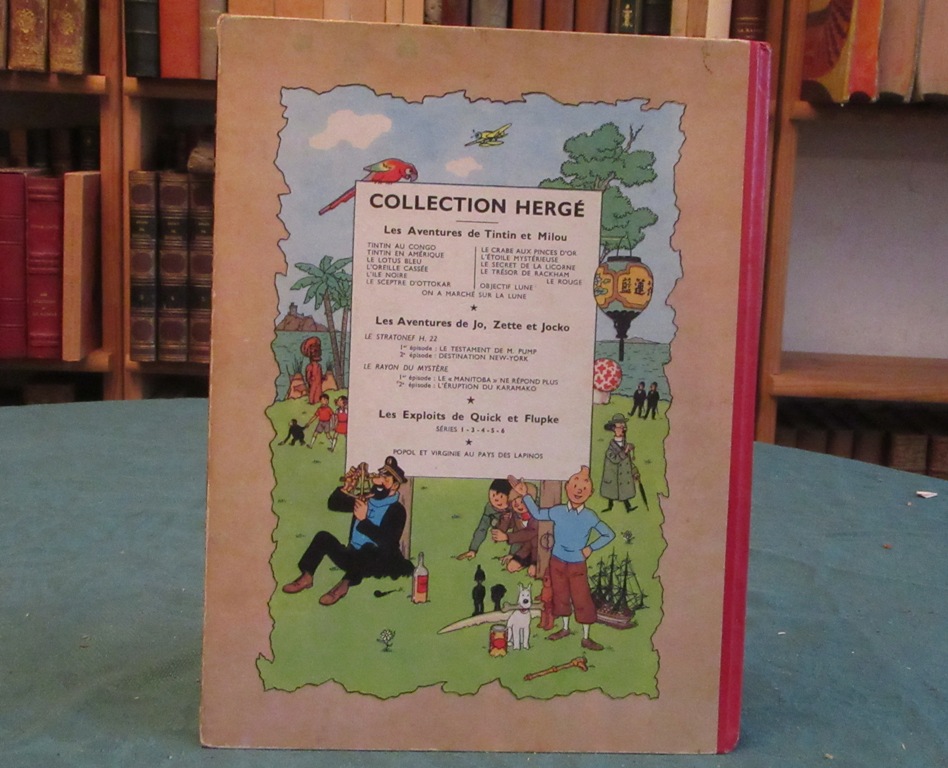 COLLECTION HERGÉ
Les Aventures de Tintin et Milou
TINTIN AU CONGO
TINTIN EN AMÉRIQUE
LE LOTUS BLEU
L'OREILLE CASSÉE
L'ILE NOIRE
LE SCEPTRE D'OTTOKAR
LE CRABE AUX PINCES D'OR
L'ÉTOILE MYSTÉRIEUSE
LE SECRET DE LA LICORNE
LE TRÉSOR DE RACKHAM
LE ROUGE
OBJECTIF LUNE
ON A MARCHÉ SUR LA LUNE
Les Aventures de Jo, Zette et Jocko
LE STRATONEF H. 22
1er épisode : LE TESTAMENT DE M. PUMP
2e épisode : DESTINATION NEW-YORK
LE RAYON DU MYSTÈRE
1er épisode : LE « MANITOBA » NE RÉPOND PLUS
2e épisode : L'ÉRUPTION DU KARAMAKO
Les Exploits de Quick et Flupke
SÉRIES 1 - 3 - 4 - 5 - 6
POPOL ET VIRGINIE AU PAYS DES LAPINOS